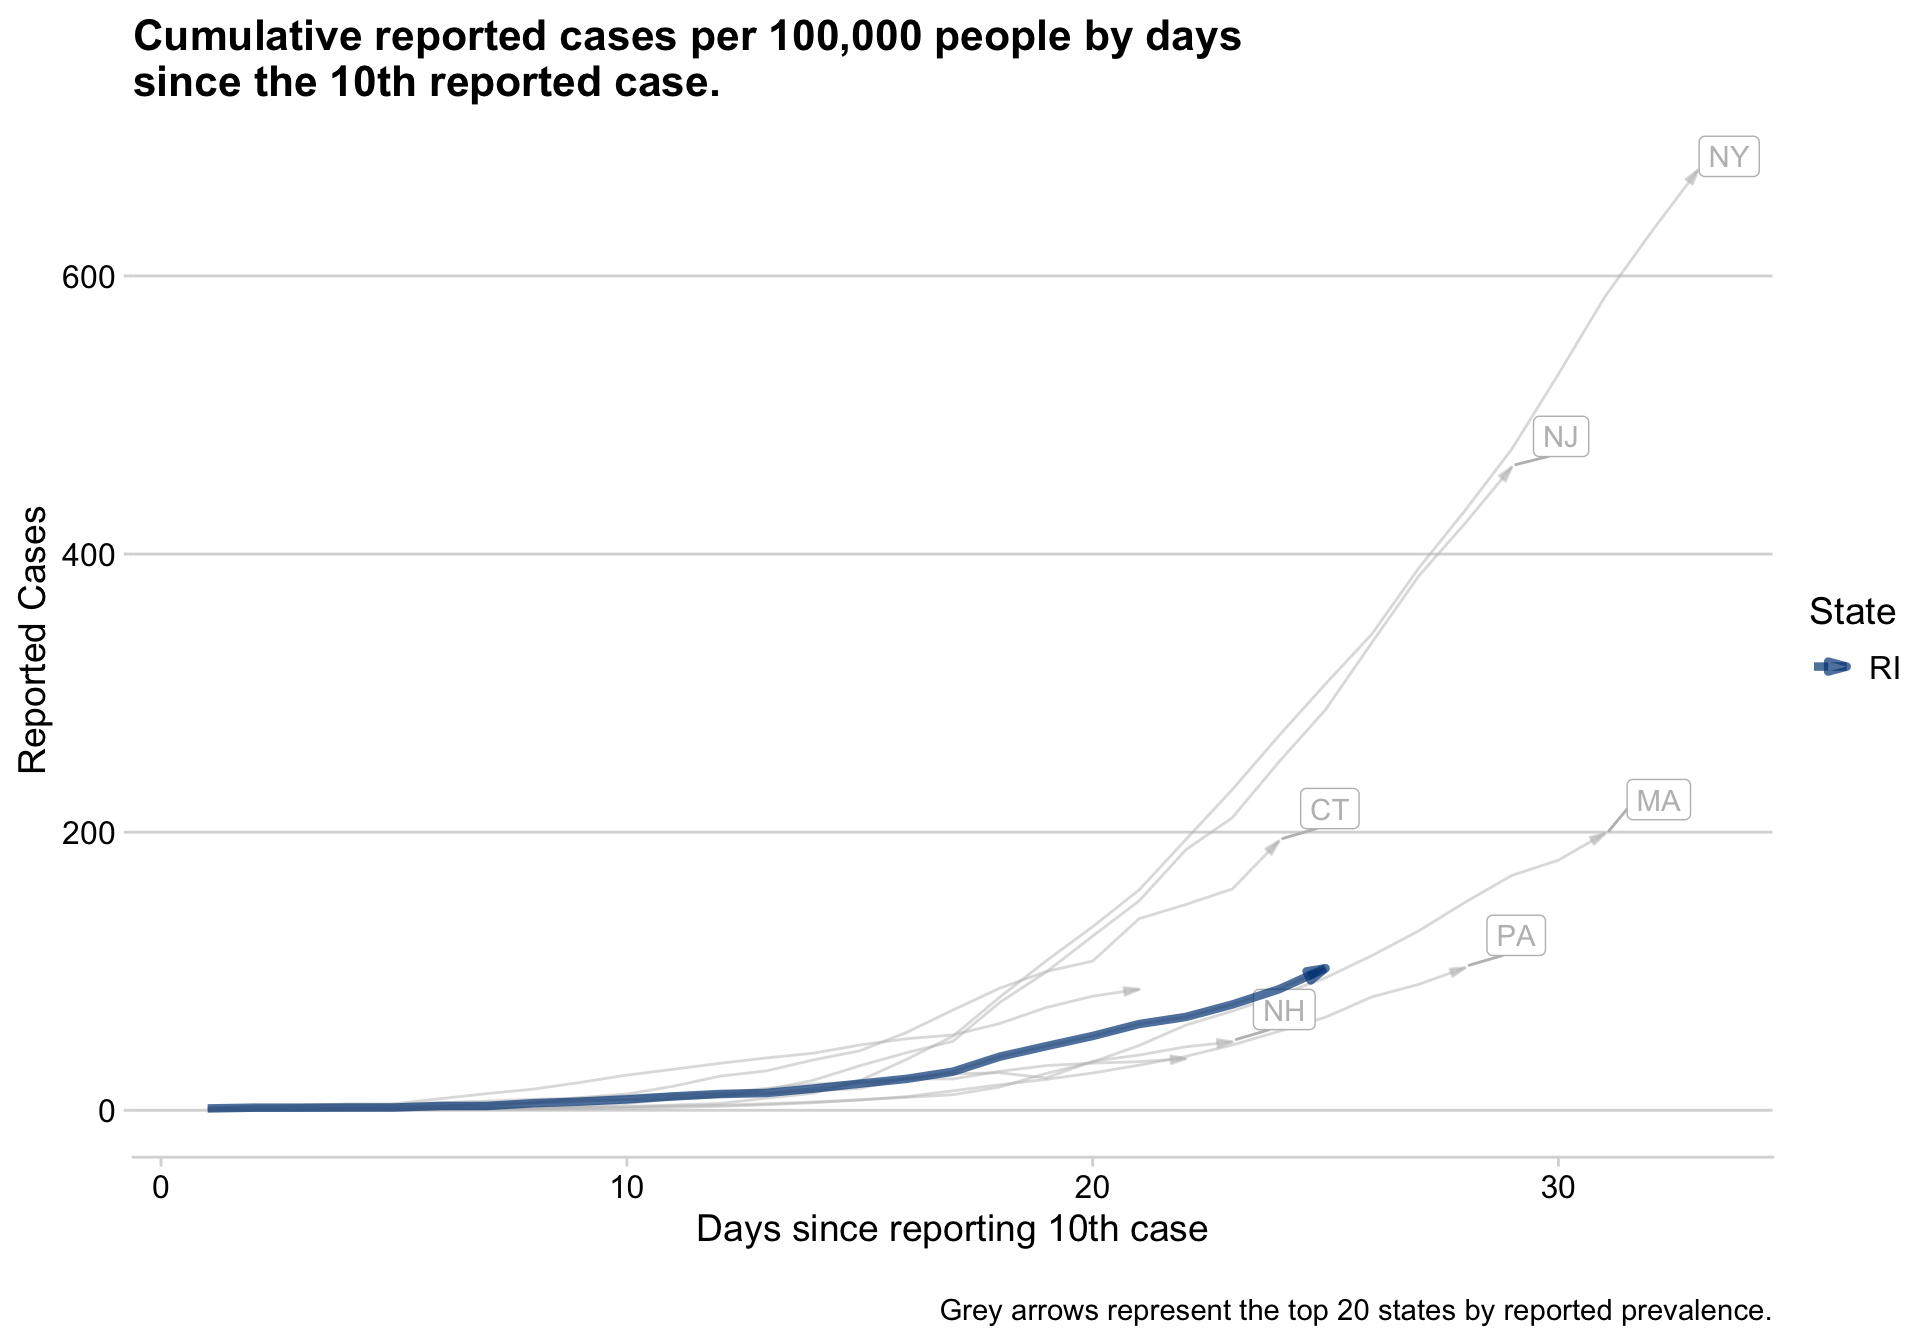 Cumulative reported cases per 100,000 people by days
since the 10th reported case.
NY
600
NJ
400
Reported Cases
State
RI
CT
MA
200
PA
NH
0
0
10
20
30
Days since reporting 10th case
Grey arrows represent the top 20 states by reported prevalence.